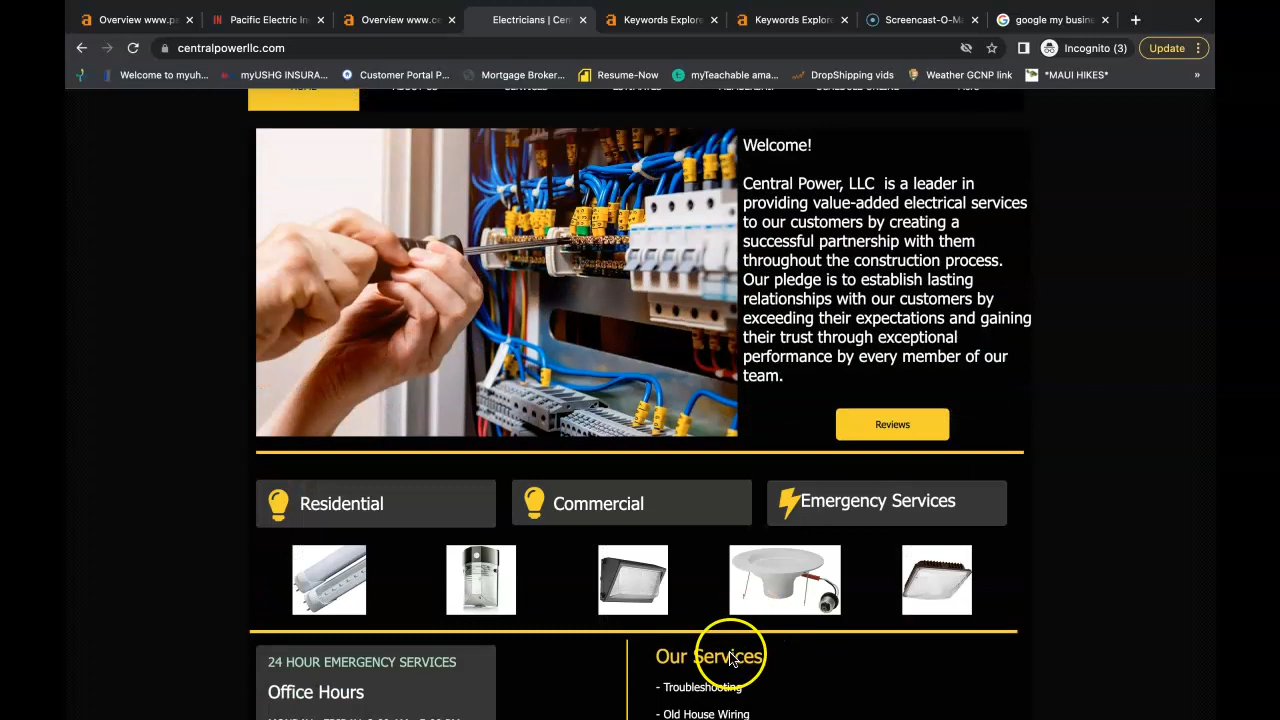 Overview www.p
Pacific Electric In
Overview www.c
Electricians | Cen
Keywords Explore
Keywords Explore
Screencast-O-M
google my busin
centralpowerllc.com
Incognito (3)
Update
Welcome to myuh...
myUSHG INSURA...
Customer Portal P...
Mortgage Broker...
Resume-Now
myTeachable ama...
DropShipping vids
Weather GCNP link
*MAUI HIKES*
»
Welcome!
Central Power, LLC is a leader in
providing value-added electrical services
to our customers by creating a
successful partnership with them
throughout the construction process.
Our pledge is to establish lasting
relationships with our customers by
exceeding their expectations and gaining
their trust through exceptional
performance by every member of our
team.
Reviews
Residential
Commercial
Emergency Services
24 HOUR EMERGENCY SERVICES
Office Hours
Our Services
- Troubleshooting
- Old House Wiring